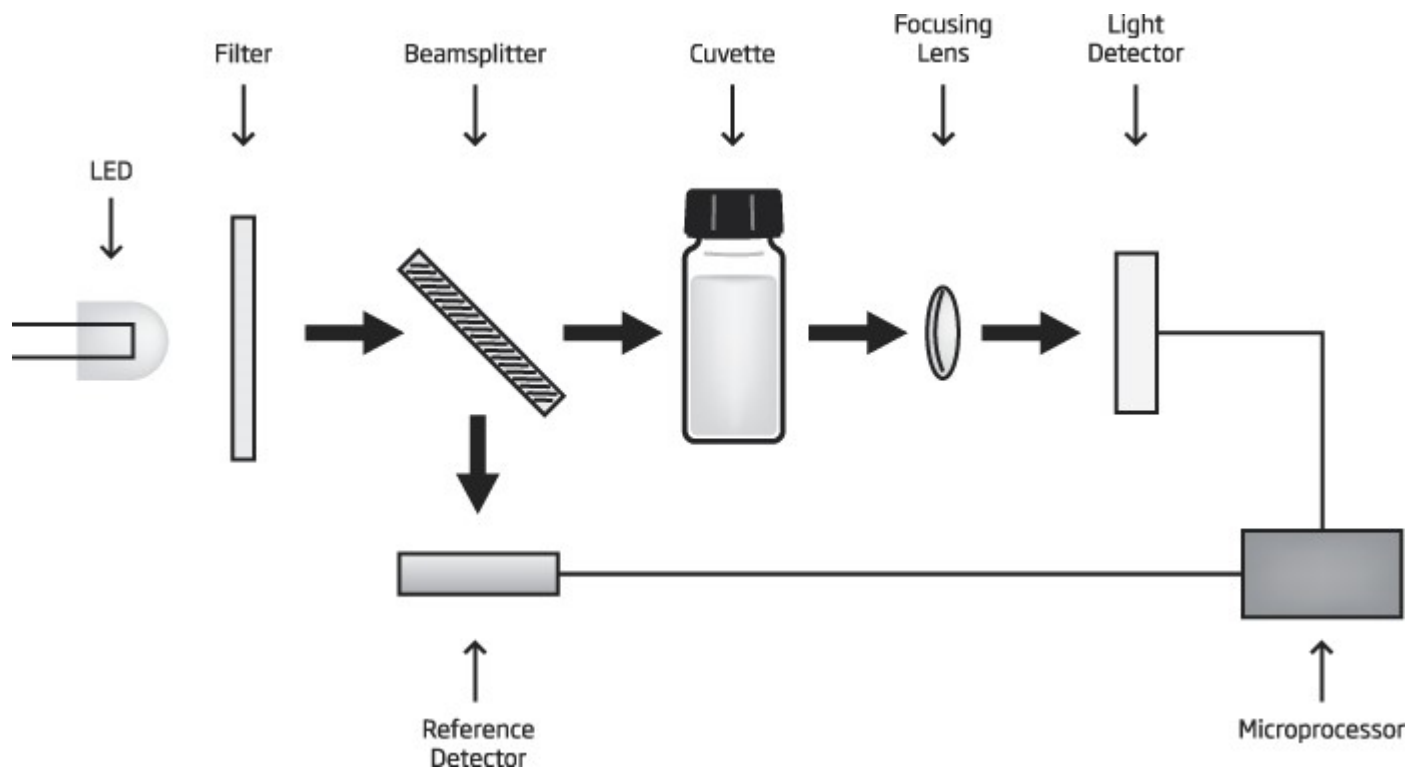 Filter
Beamsplitter
Cuvette
Focusing
Lens
Light
Detector
LED
Reference
Detector
Microprocessor